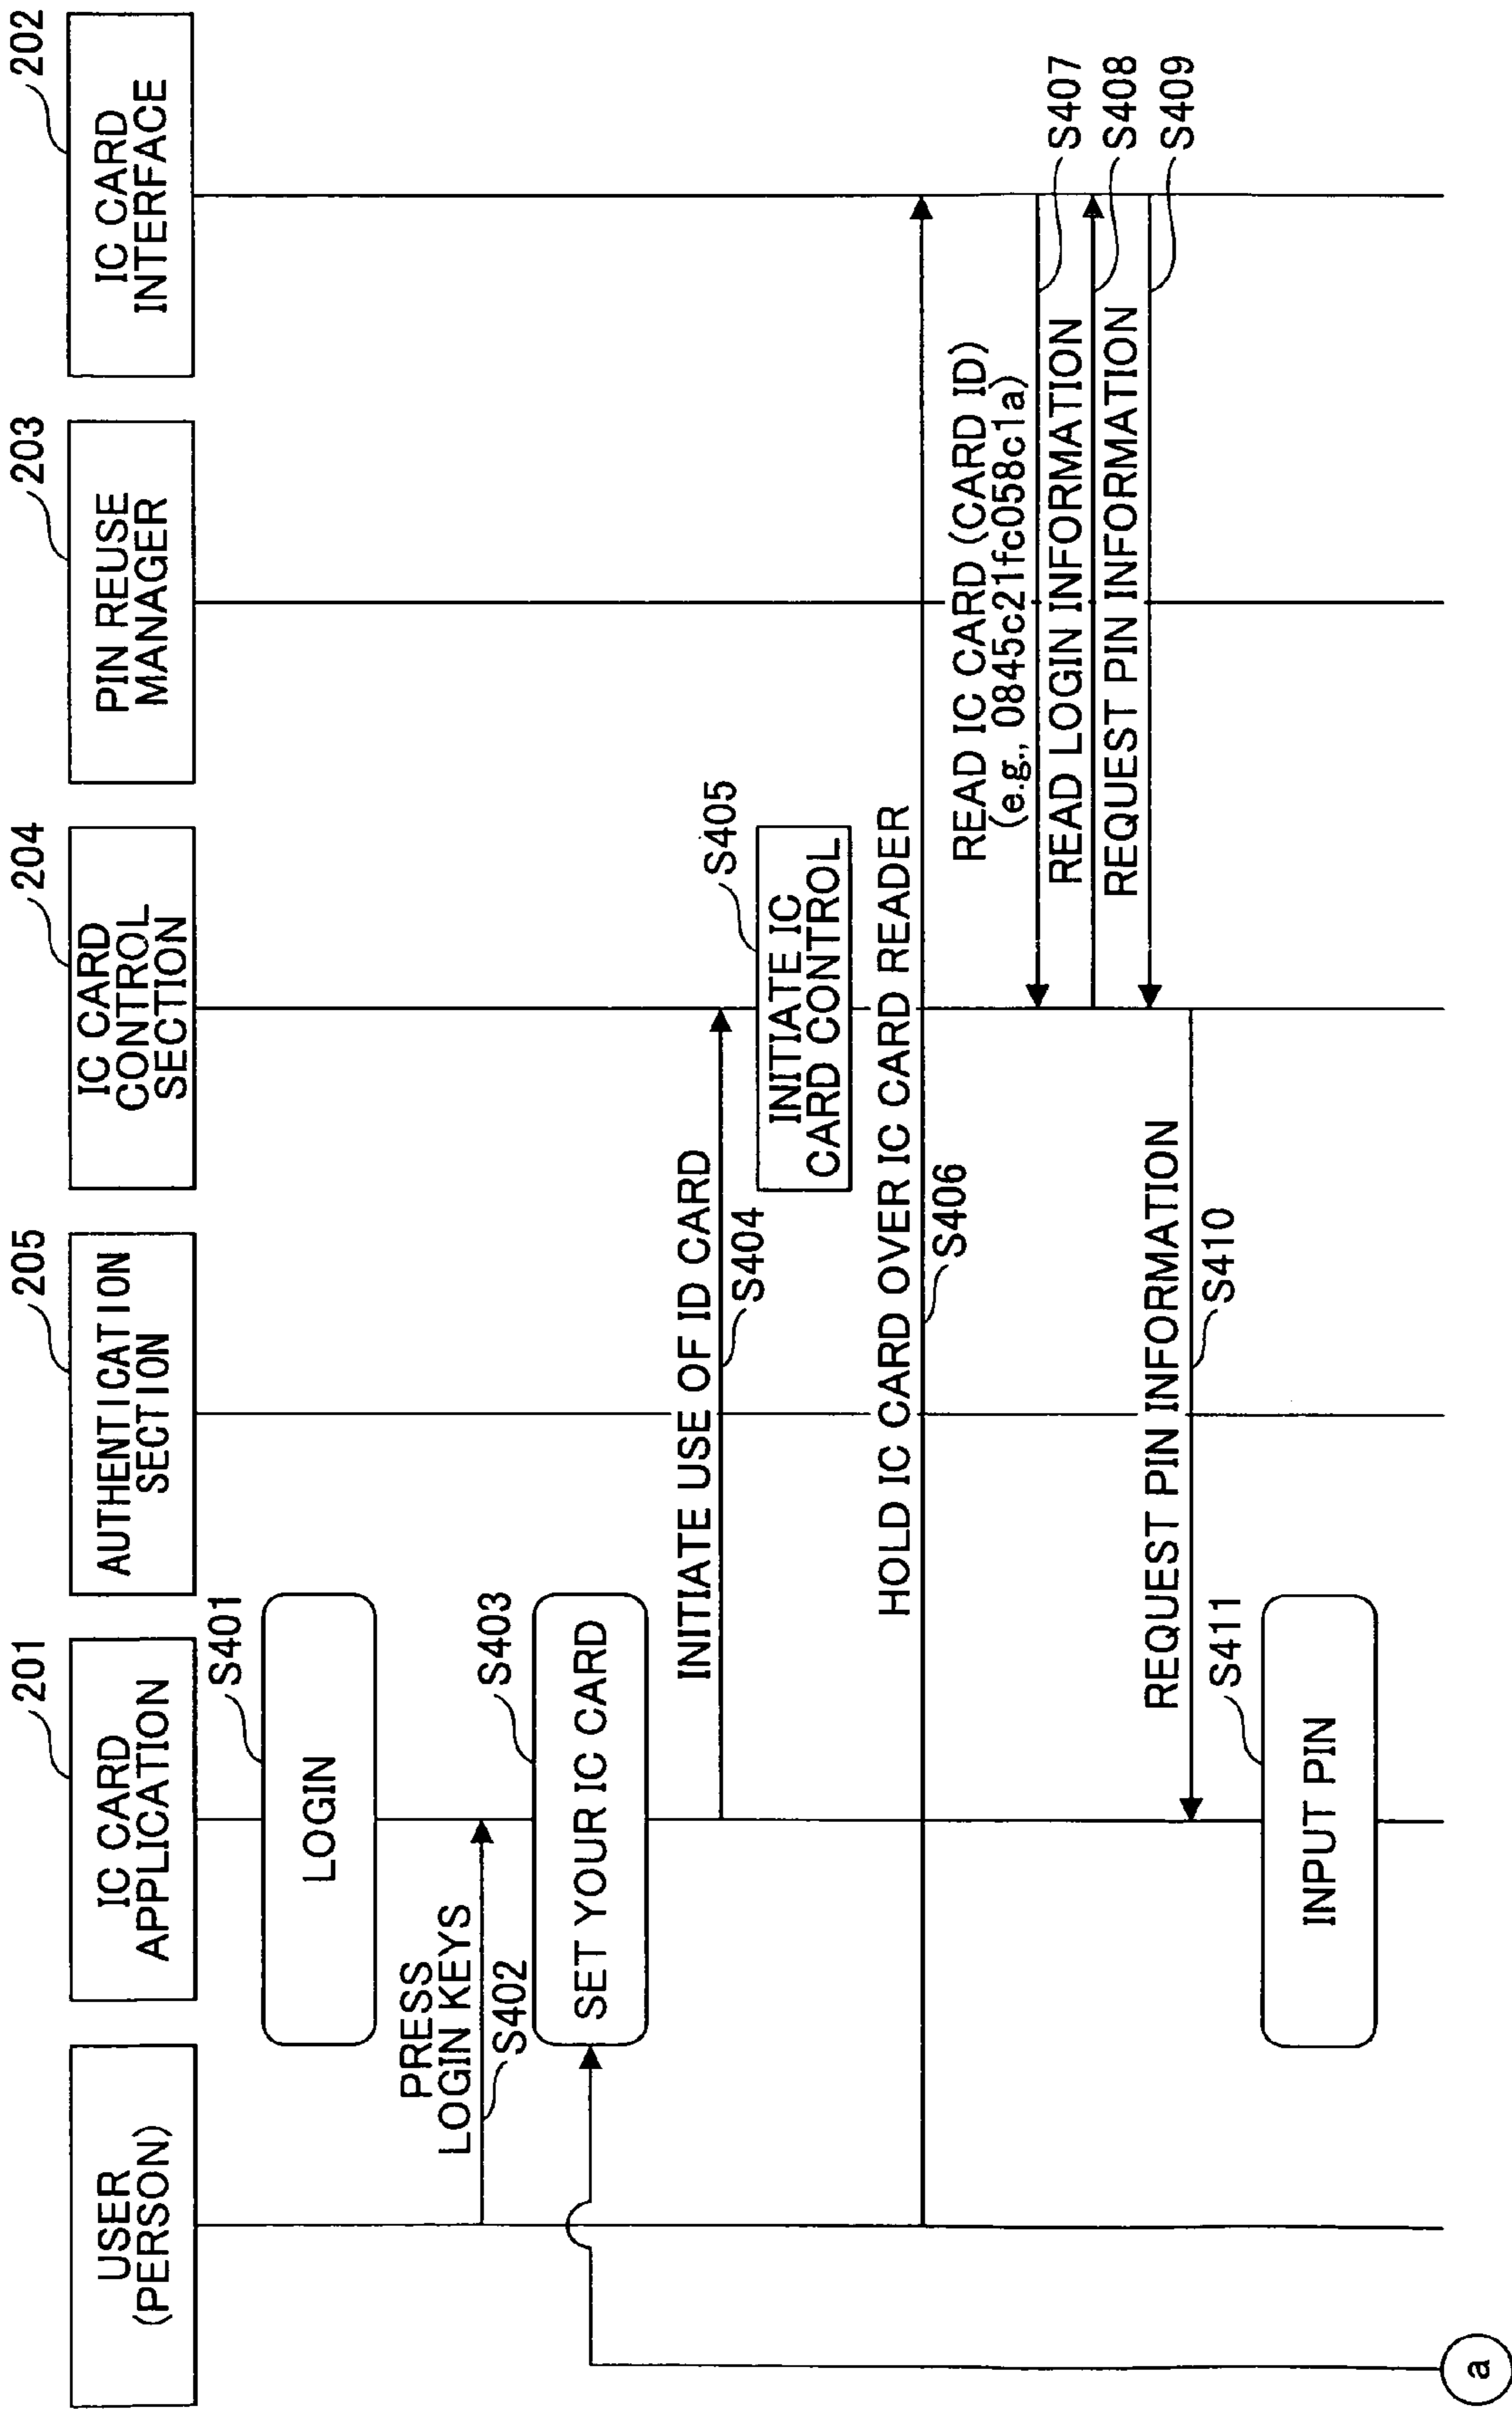 USER
(PERSON)
201
IC CARD
APPLICATION
205
AUTHENTICATION
SECTION
204
IC CARD
CONTROL
SECTION
203
PIN REUSE
MANAGER
202
IC CARD
INTERFACE
S401
LOGIN
PRESS
LOGIN KEYS
S402
S403
SET YOUR IC CARD
INITIATE USE OF ID CARD
S404
S405
INITIATE IC
CARD CONTROL
HOLD IC CARD OVER IC CARD READER
S406
READ IC CARD (CARD ID)
(e.g., 0845c21fc058c1a)
S407
READ LOGIN INFORMATION
S408
REQUEST PIN INFORMATION
S409
REQUEST PIN INFORMATION
S410
S411
INPUT PIN
a